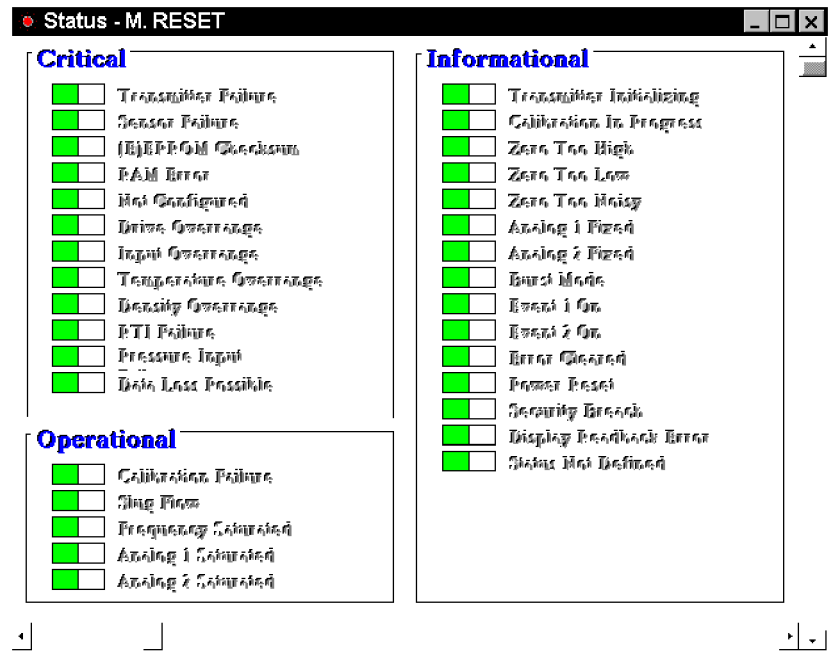 Status - M. RESET
Critical
Transmitter Failure
Sensor Failure
(E)EPROM Checksum
RAM Error
Not Configured
Drive Overrange
Input Overrange
Temperature Overrange
Density Overrange
RTI Failure
Pressure Input
Data Loss Possible
Operational
Calibration Failure
Slug Flow
Frequency Saturated
Analog 1 Saturated
Analog 2 Saturated
Informational
Transmitter Initializing
Calibration In Progress
Zero Too High
Zero Too Low
Zero Too Noisy
Analog 1 Fixed
Analog 2 Fixed
Burst Mode
Event 1 On
Event 2 On
Error Cleared
Power Reset
Security Breach
Display Readback Error
Status Not Defined